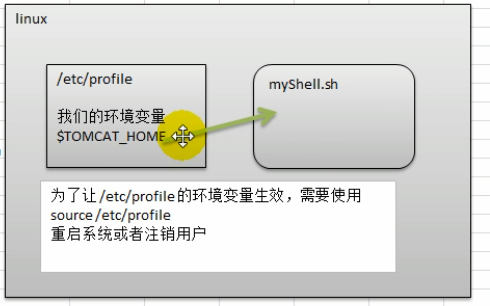 linux
/etc/profile
我们的环境变量
$TOMCAT_HOME
myShell.sh
为了让/etc/profile的环境变量生效，需要使用
source /etc/profile
重启系统或者注销用户